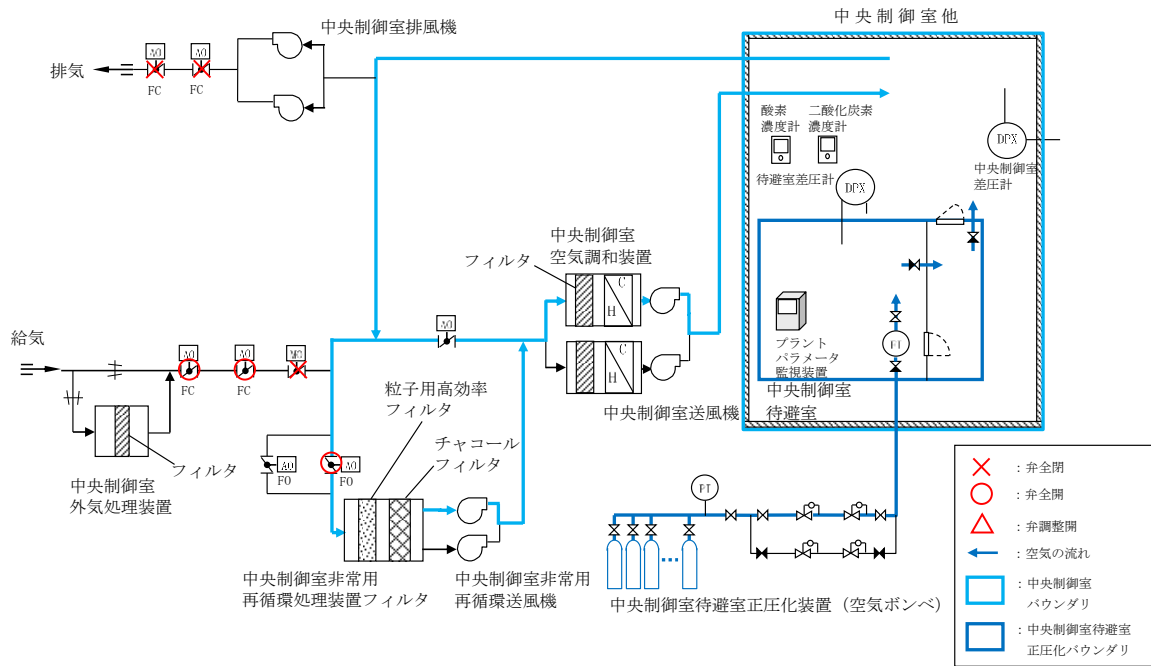 中央制御室排風機
中央制御室他
AO
AO
排気
FC
FC
酸素
濃度計
二酸化炭素
濃度計
DPX
中央制御室
差圧計
待避室差圧計
DPX
中央制御室
空気調和装置
フィルタ
C
H
C
H
給気
AO
AO
AO
MO
FC
FC
プラント
パラメータ
監視装置
FI
中央制御室
待避室
中央制御室送風機
粒子用高効率
フィルタ
チャコール
フィルタ
フィルタ
AO
AO
FO
FO
中央制御室
外気処理装置
PI
中央制御室非常用
再循環処理装置フィルタ
中央制御室非常用
再循環送風機
中央制御室待避室正圧化装置（空気ボンベ）
：弁全閉
：弁全開
：弁調整開
：空気の流れ
：中央制御室
バウンダリ
：中央制御室待避室
正圧化バウンダリ